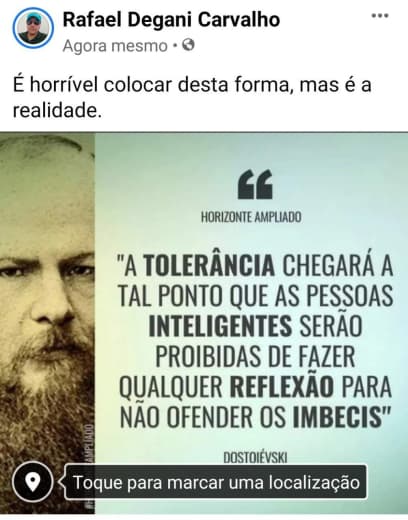 Rafael Degani Carvalho
Agora mesmo
É horrível colocar desta forma, mas é a
realidade.
HORIZONTE AMPLIADO
"A TOLERÂNCIA CHEGARÁ A
TAL PONTO QUE AS PESSOAS
INTELIGENTES SERÃO
PROIBIDAS DE FAZER
QUALQUER REFLEXÃO PARA
NÃO OFENDER OS IMBECIS"
DOSTOIÉVSKI
AMPLIADO
Toque para marcar uma localização